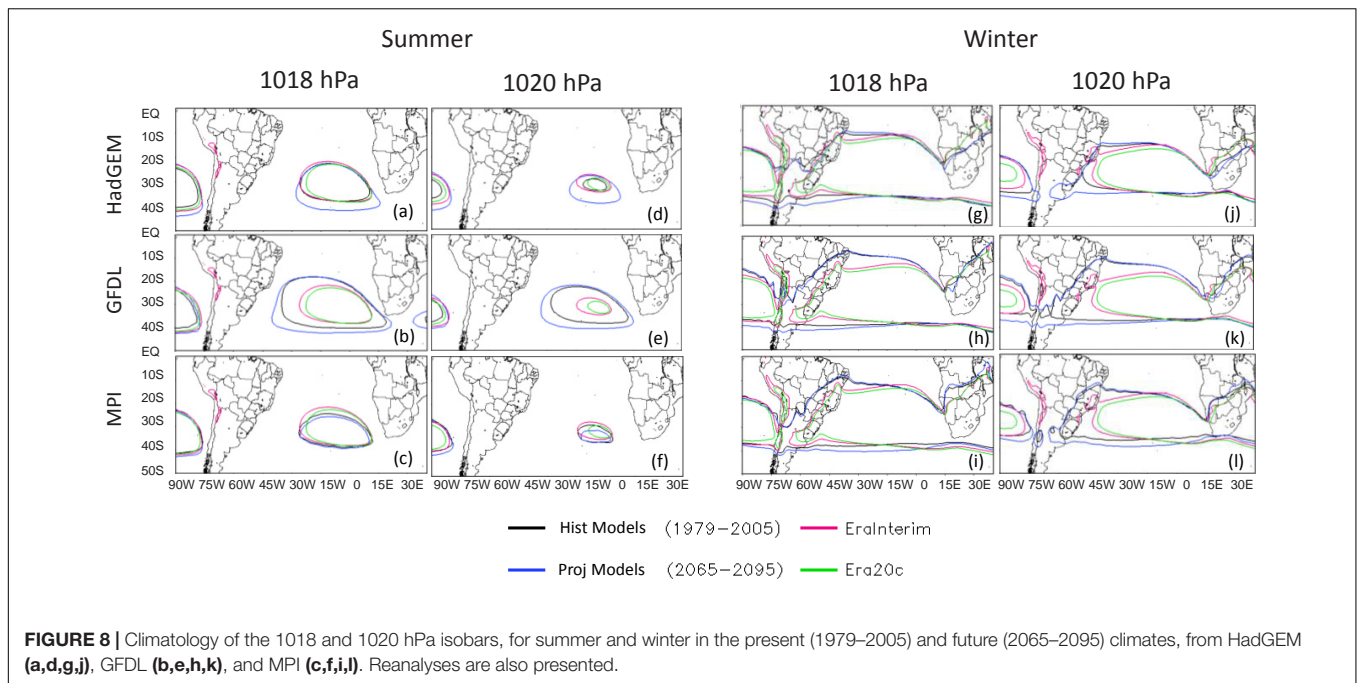 Summer
Winter
1018 hPa
1020 hPa
1018 hPa
1020 hPa
HadGEM
EQ
10S
20S
30S
40S
(a)
(d)
(g)
(j)
GFDL
EQ
10S
20S
30S
40S
(b)
(e)
(h)
(k)
MPI
EQ
10S
20S
30S
40S
50S
(c)
(f)
(i)
(l)
90W 75W 60W 45W 30W 15W 0 15E 30E
90W 75W 60W 45W 30W 15W 0 15E 30E
90W 75W 60W 45W 30W 15W 0 15E 30E
90W 75W 60W 45W 30W 15W 0 15E 30E
Hist Models (1979–2005) EraInterim
Proj Models (2065–2095) Era20c
FIGURE 8 | Climatology of the 1018 and 1020 hPa isobars, for summer and winter in the present (1979–2005) and future (2065–2095) climates, from HadGEM
(a,d,g,j), GFDL (b,e,h,k), and MPI (c,f,i,l). Reanalyses are also presented.